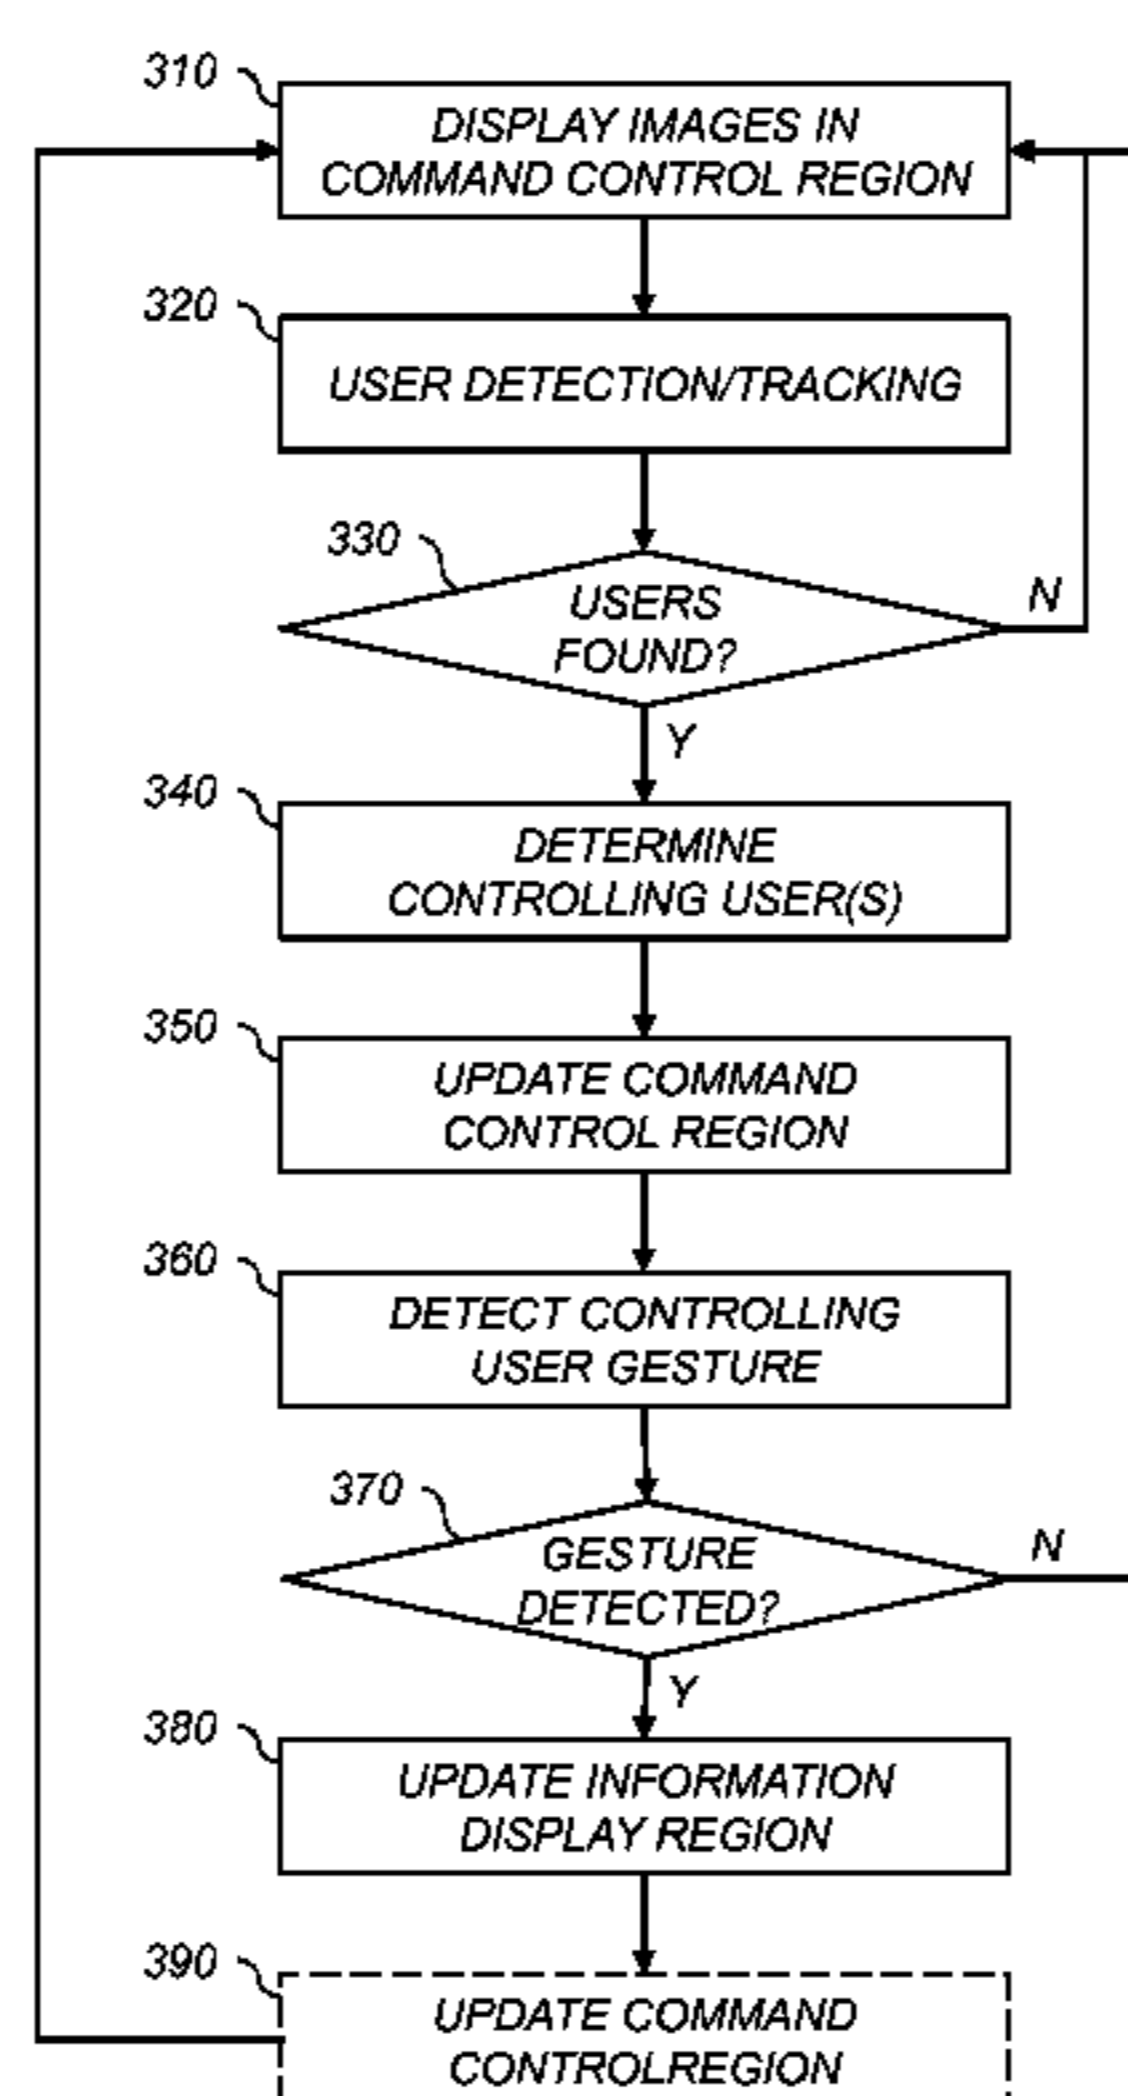 310
DISPLAY IMAGES IN
COMMAND CONTROL REGION
320
USER DETECTION/TRACKING
330
USERS
FOUND?
N
Y
340
DETERMINE
CONTROLLING USER(S)
350
UPDATE COMMAND
CONTROL REGION
360
DETECT CONTROLLING
USER GESTURE
370
GESTURE
DETECTED?
N
Y
380
UPDATE INFORMATION
DISPLAY REGION
390
UPDATE COMMAND
CONTROLREGION